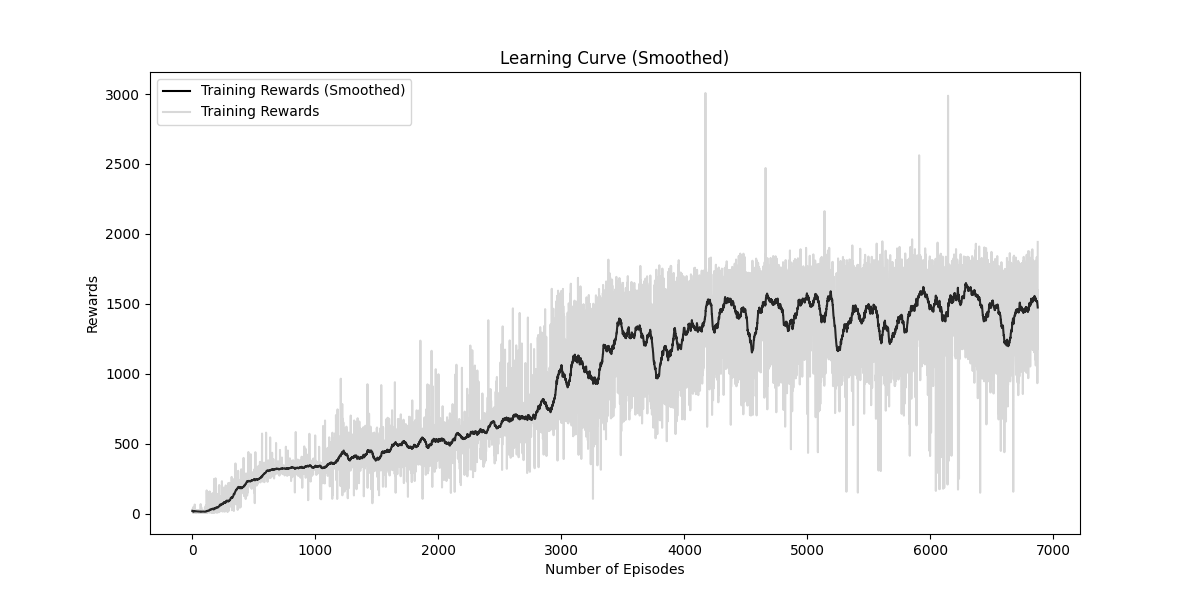 Learning Curve (Smoothed)
Training Rewards (Smoothed)
Training Rewards
3000
2500
2000
1500
1000
500
0
Rewards
0 1000 2000 3000 4000 5000 6000 7000
Number of Episodes